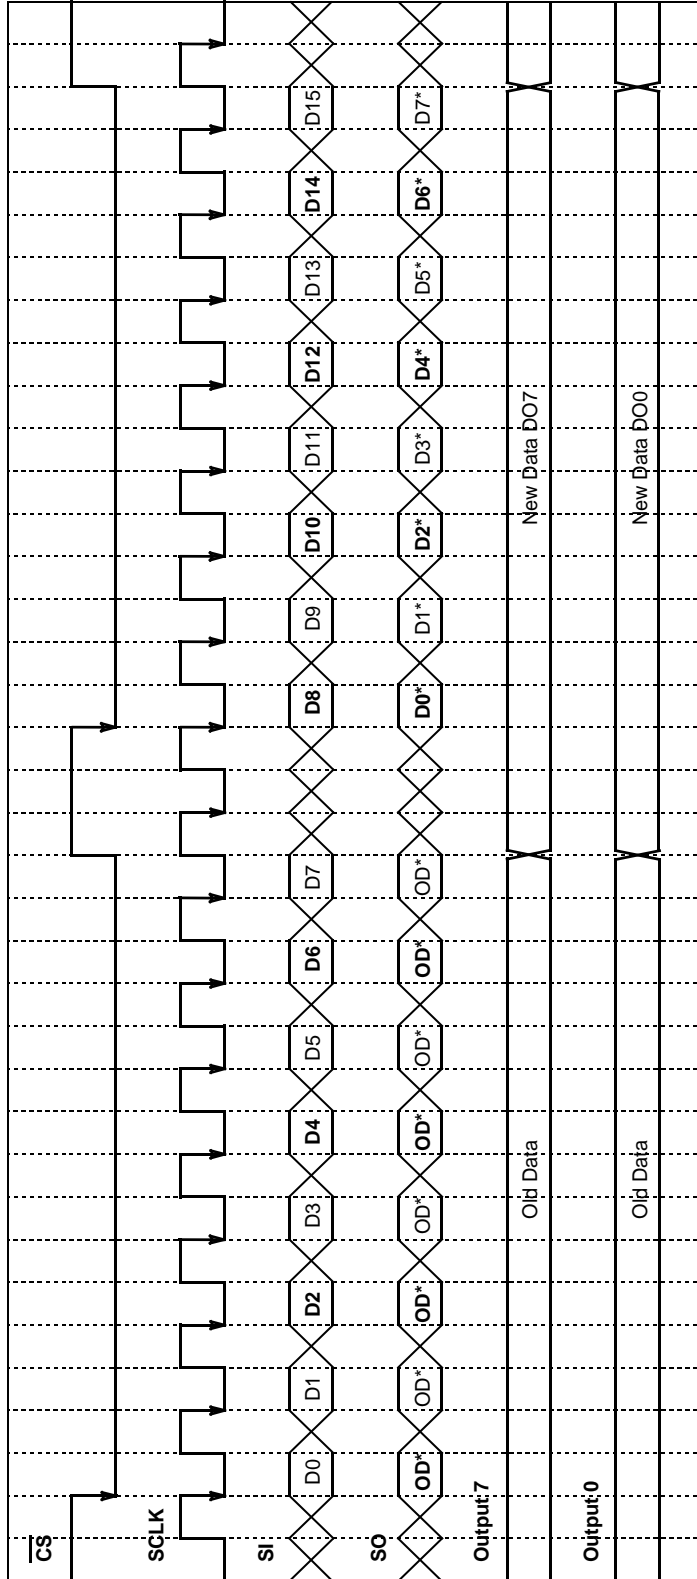 CS
SCLK
SI D0 D1 D2 D3 D4 D5 D6 D7 D8 D9 D10 D11 D12 D13 D14 D15
SO OD* OD* OD* OD* OD* OD* OD* OD* D0* D1* D2* D3* D4* D5* D6* D7*
Output 7 Old Data New Data DO7
Output 0 Old Data New Data DO0